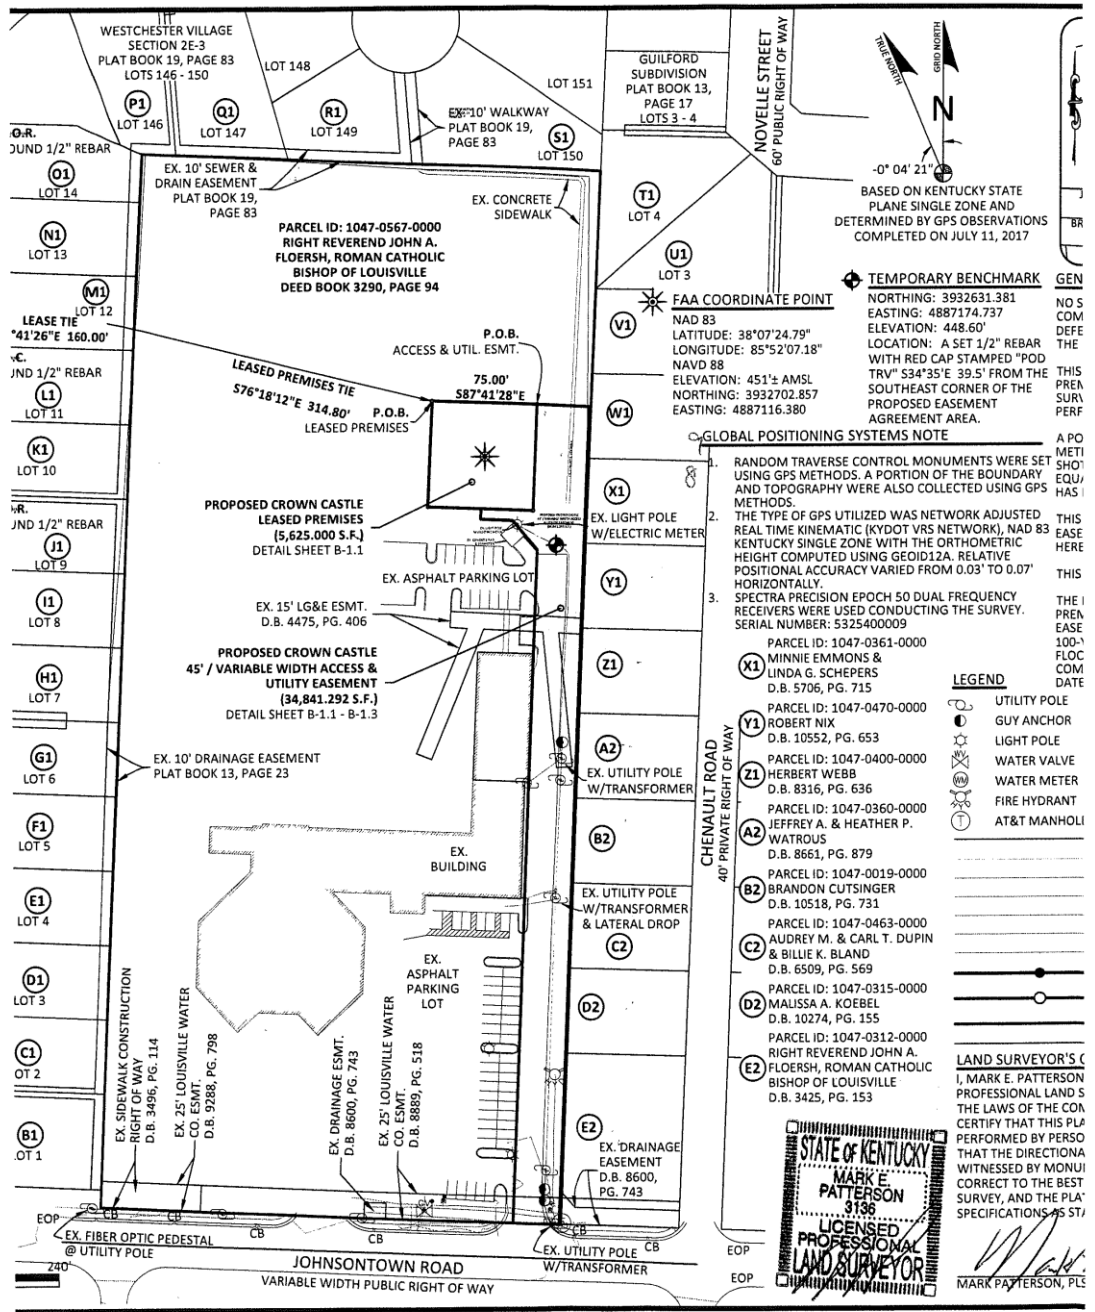 WESTCHESTER VILLAGE
SECTION 2E-3
PLAT BOOK 19, PAGE 83
LOTS 146 - 150
P1
LOT 146
Q1
LOT 147
LOT 148
R1
LOT 149
EX. 10' WALKWAY
PLAT BOOK 19,
PAGE 83
LOT 151
S1
LOT 150
GUILFORD
SUBDIVISION
PLAT BOOK 13,
PAGE 17
LOTS 3 - 4
NOVELLE STREET
60' PUBLIC RIGHT OF WAY
TRUE NORTH
GRID NORTH
N
-0° 04' 21"
BASED ON KENTUCKY STATE
PLANE SINGLE ZONE AND
DETERMINED BY GPS OBSERVATIONS
COMPLETED ON JULY 11, 2017
BR
.O.R.
OUND 1/2" REBAR
O1
LOT 14
N1
LOT 13
M1
LOT 12
LEASE TIE
°41'26"E 160.00'
.C.
UND 1/2" REBAR
L1
LOT 11
K1
LOT 10
.R.
UND 1/2" REBAR
J1
LOT 9
I1
LOT 8
H1
LOT 7
G1
LOT 6
F1
LOT 5
E1
LOT 4
D1
LOT 3
C1
OT 2
B1
.OT 1
EX. 10' SEWER &
DRAIN EASEMENT
PLAT BOOK 19,
PAGE 83
EX. CONCRETE
SIDEWALK
PARCEL ID: 1047-0567-0000
RIGHT REVEREND JOHN A.
FLOERSH, ROMAN CATHOLIC
BISHOP OF LOUISVILLE
DEED BOOK 3290, PAGE 94
T1
LOT 4
U1
LOT 3
V1
W1
X1
Y1
Z1
A2
B2
C2
D2
E2
P.O.B.
ACCESS & UTIL. ESMT.
LEASED PREMISES TIE
S76°18'12"E 314.80'
75.00'
S87°41'28"E
P.O.B.
LEASED PREMISES
PROPOSED CROWN CASTLE
LEASED PREMISES
(5,625.000 S.F.)
DETAIL SHEET B-1.1
EX. LIGHT POLE
W/ELECTRIC METER
EX. ASPHALT PARKING LOT
EX. 15' LG&E ESMT.
D.B. 4475, PG. 406
PROPOSED CROWN CASTLE
45' / VARIABLE WIDTH ACCESS &
UTILITY EASEMENT
(34,841.292 S.F.)
DETAIL SHEET B-1.1 - B-1.3
EX. 10' DRAINAGE EASEMENT
PLAT BOOK 13, PAGE 23
EX. UTILITY POLE
W/TRANSFORMER
EX.
BUILDING
EX. UTILITY POLE
W/TRANSFORMER
& LATERAL DROP
EX.
ASPHALT
PARKING
LOT
EX. SIDEWALK CONSTRUCTION
RIGHT OF WAY
D.B. 3496, PG. 114
EX. 25' LOUISVILLE WATER
CO. ESMT.
D.B. 9288, PG. 798
EX. DRAINAGE ESMT.
D.B. 8600, PG. 743
EX. 25' LOUISVILLE WATER
CO. ESMT.
D.B. 8889, PG. 518
EX. DRAINAGE
EASEMENT
D.B. 8600,
PG. 743
EOP
CB
CB
CB
CB
CB
EOP
EOP
EX. FIBER OPTIC PEDESTAL
@ UTILITY POLE
EX. UTILITY POLE
W/TRANSFORMER
JOHNSONTOWN ROAD
VARIABLE WIDTH PUBLIC RIGHT OF WAY
240'
CHENAULT ROAD
40' PRIVATE RIGHT OF WAY
FAA COORDINATE POINT
NAD 83
LATITUDE: 38°07'24.79"
LONGITUDE: 85°52'07.18"
NAVD 88
ELEVATION: 451'± AMSL
NORTHING: 3932702.857
EASTING: 4887116.380
TEMPORARY BENCHMARK
NORTHING: 3932631.381
EASTING: 4887174.737
ELEVATION: 448.60'
LOCATION: A SET 1/2" REBAR
WITH RED CAP STAMPED "POD
TRV" S34°35'E 39.5' FROM THE
SOUTHEAST CORNER OF THE
PROPOSED EASEMENT
AGREEMENT AREA.
GLOBAL POSITIONING SYSTEMS NOTE
1. RANDOM TRAVERSE CONTROL MONUMENTS WERE SET
USING GPS METHODS. A PORTION OF THE BOUNDARY
AND TOPOGRAPHY WERE ALSO COLLECTED USING GPS
METHODS.
2. THE TYPE OF GPS UTILIZED WAS NETWORK ADJUSTED
REAL TIME KINEMATIC (KYDOT VRS NETWORK), NAD 83
KENTUCKY SINGLE ZONE WITH THE ORTHOMETRIC
HEIGHT COMPUTED USING GEOID12A. RELATIVE
POSITIONAL ACCURACY VARIED FROM 0.03' TO 0.07'
HORIZONTALLY.
3. SPECTRA PRECISION EPOCH 50 DUAL FREQUENCY
RECEIVERS WERE USED CONDUCTING THE SURVEY.
SERIAL NUMBER: 5325400009
X1
PARCEL ID: 1047-0361-0000
MINNIE EMMONS &
LINDA G. SCHEPERS
D.B. 5706, PG. 715
Y1
PARCEL ID: 1047-0470-0000
ROBERT NIX
D.B. 10552, PG. 653
Z1
PARCEL ID: 1047-0400-0000
HERBERT WEBB
D.B. 8316, PG. 636
A2
PARCEL ID: 1047-0360-0000
JEFFREY A. & HEATHER P.
WATROUS
D.B. 8661, PG. 879
B2
PARCEL ID: 1047-0019-0000
BRANDON CUTSINGER
D.B. 10518, PG. 731
C2
PARCEL ID: 1047-0463-0000
AUDREY M. & CARL T. DUPIN
& BILLIE K. BLAND
D.B. 6509, PG. 569
D2
PARCEL ID: 1047-0315-0000
MALISSA A. KOEBEL
D.B. 10274, PG. 155
E2
PARCEL ID: 1047-0312-0000
RIGHT REVEREND JOHN A.
FLOERSH, ROMAN CATHOLIC
BISHOP OF LOUISVILLE
D.B. 3425, PG. 153
LEGEND
UTILITY POLE
GUY ANCHOR
LIGHT POLE
WV
WATER VALVE
WM
WATER METER
FIRE HYDRANT
T
AT&T MANHOL
GEN
NO S
COM
DEFE
THE
THIS
PREM
SURV
PERF
A PO
METH
SHOT
EQUA
HAS
THIS
EASE
HERE
THIS
THE
PREM
EASE
100-
FLOC
COM
DATE
LAND SURVEYOR'S C
I, MARK E. PATTERSON
PROFESSIONAL LAND S
THE LAWS OF THE COM
CERTIFY THAT THIS PLA
PERFORMED BY PERSO
THAT THE DIRECTIONA
WITNESSED BY MONU
CORRECT TO THE BEST
SURVEY, AND THE PLA
SPECIFICATIONS AS STA
MARK PATTERSON, PLS
STATE of KENTUCKY
MARK E.
PATTERSON
3136
LICENSED
PROFESSIONAL
LAND SURVEYOR